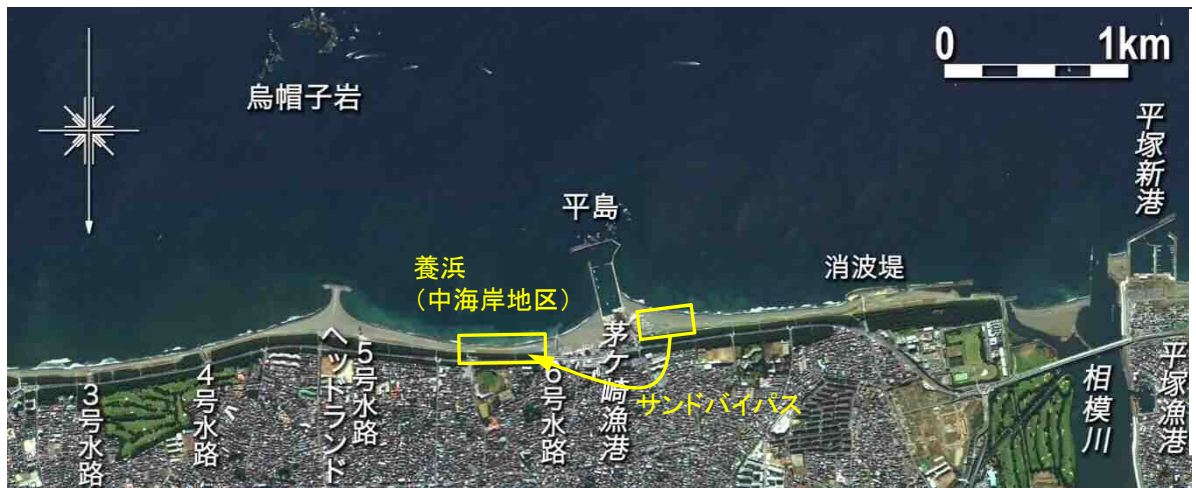 0 1km
烏帽子岩
平塚新港
平島
養浜
（中海岸地区）
消波堤
3号水路
4号水路
ヘッドランド
5号水路
6号水路
茅ケ崎漁港
サンドバイパス
相模川
平塚漁港